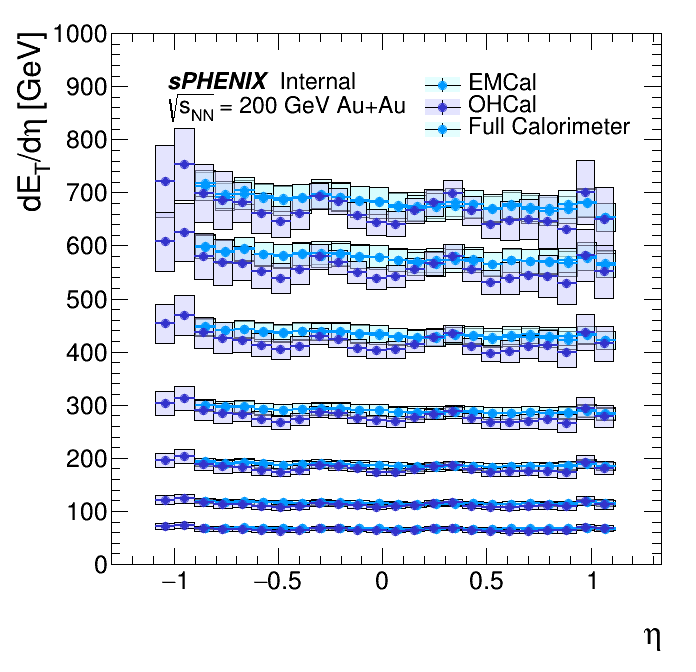 dE_T/dη [GeV]
1000
900
800
700
600
500
400
300
200
100
0
sPHENIX Internal
√s_NN = 200 GeV Au+Au
EMCal
OHCal
Full Calorimeter
−1
−0.5
0
0.5
1
η